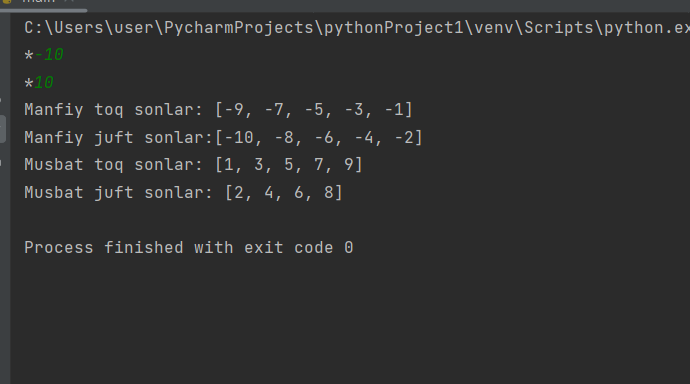 main
C:\Users\user\PycharmProjects\pythonProject1\venv\Scripts\python.ex
*-10
*10
Manfiy toq sonlar: [-9, -7, -5, -3, -1]
Manfiy juft sonlar:[-10, -8, -6, -4, -2]
Musbat toq sonlar: [1, 3, 5, 7, 9]
Musbat juft sonlar: [2, 4, 6, 8]
Process finished with exit code 0